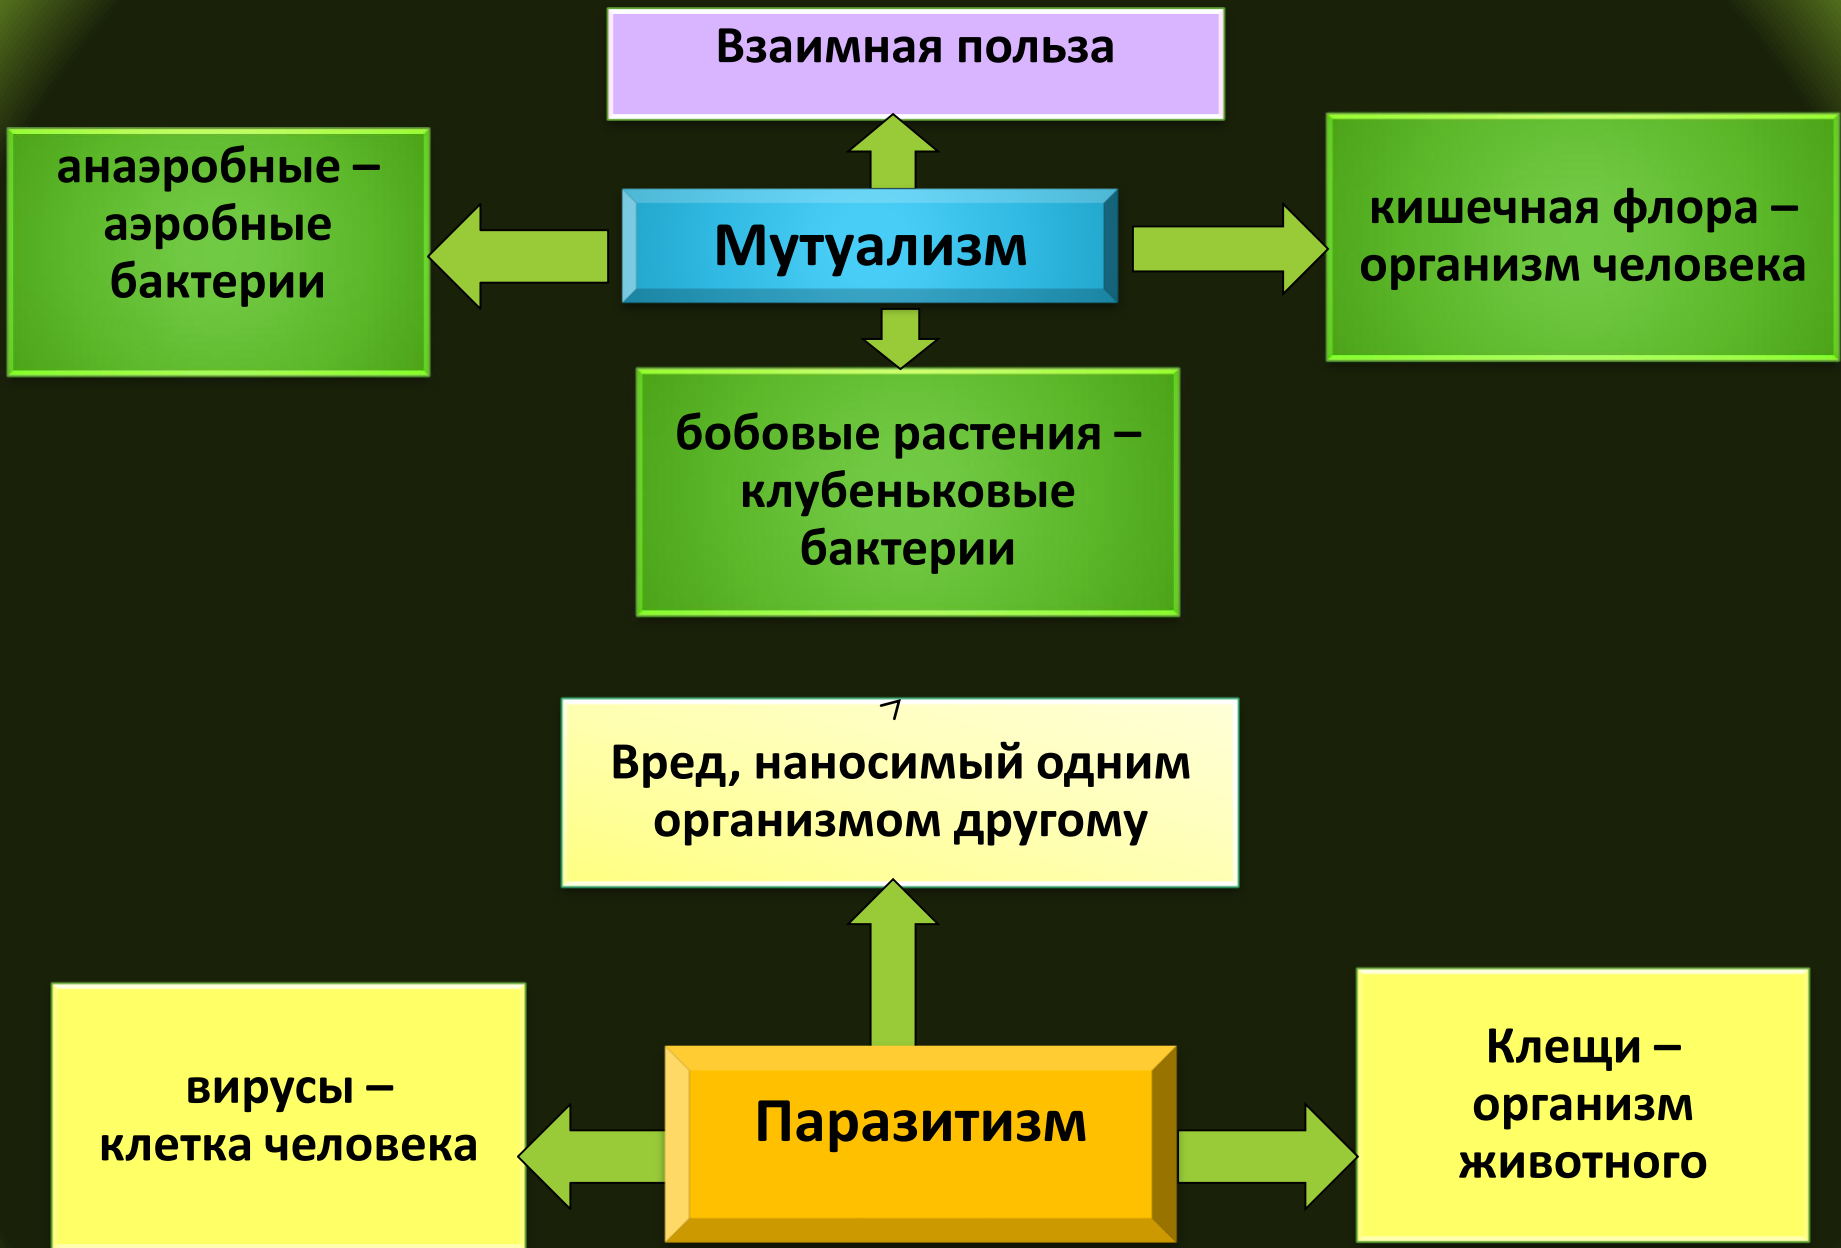 Взаимная польза
анаэробные –
аэробные
бактерии
Мутуализм
кишечная флора –
организм человека
бобовые растения –
клубеньковые
бактерии
Вред, наносимый одним
организмом другому
вирусы –
клетка человека
Паразитизм
Клещи –
организм
животного